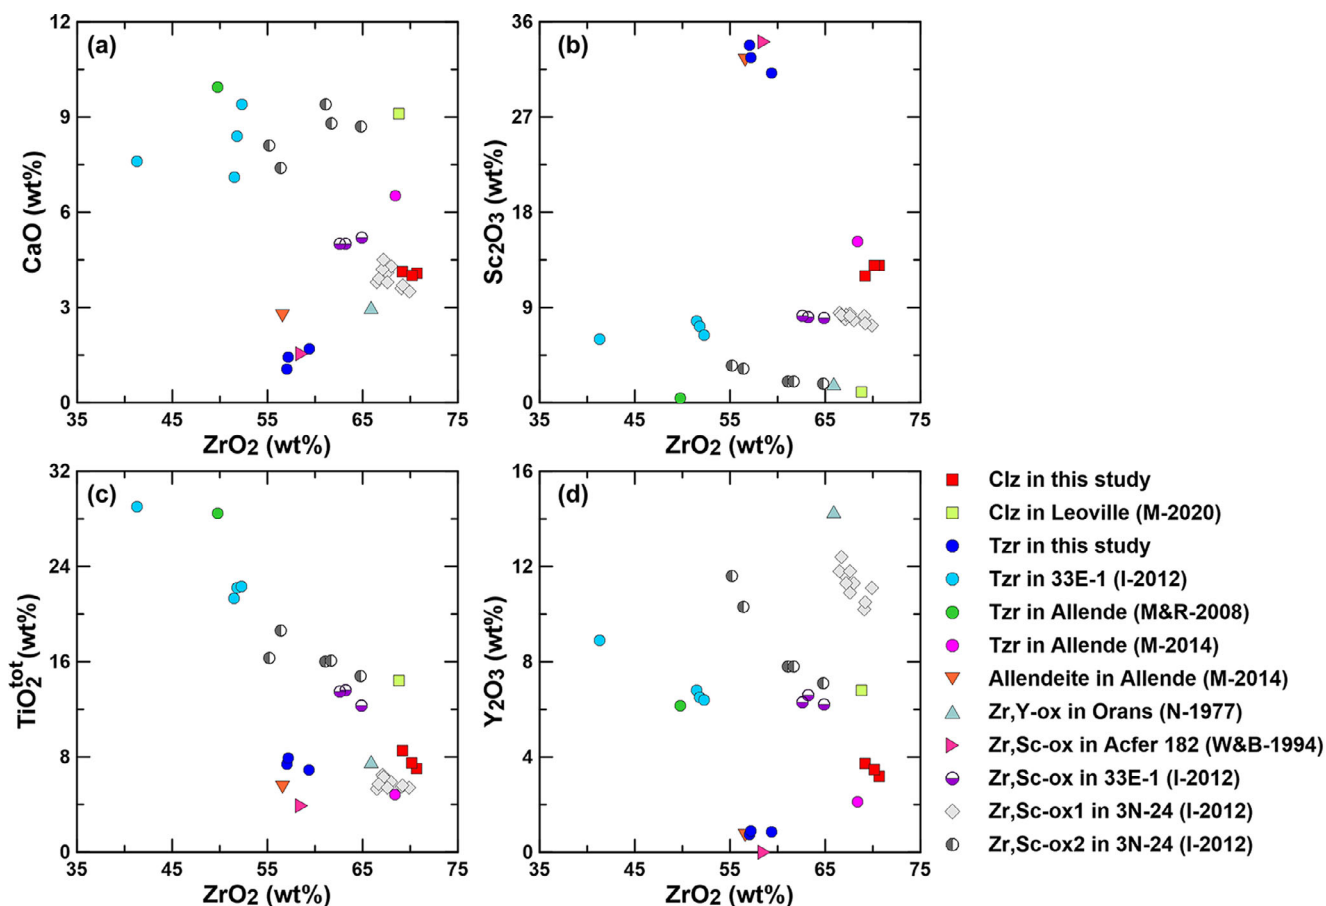 (a)
12
9
6
3
0
CaO (wt%)
35 45 55 65 75
ZrO2 (wt%)
(b)
36
27
18
9
0
Sc2O3 (wt%)
35 45 55 65 75
ZrO2 (wt%)
(c)
32
24
16
8
0
TiO2tot (wt%)
35 45 55 65 75
ZrO2 (wt%)
(d)
16
12
8
4
0
Y2O3 (wt%)
35 45 55 65 75
ZrO2 (wt%)
Clz in this study
Clz in Leoville (M-2020)
Tzr in this study
Tzr in 33E-1 (I-2012)
Tzr in Allende (M&R-2008)
Tzr in Allende (M-2014)
Allendeite in Allende (M-2014)
Zr,Y-ox in Orans (N-1977)
Zr,Sc-ox in Acfer 182 (W&B-1994)
Zr,Sc-ox in 33E-1 (I-2012)
Zr,Sc-ox1 in 3N-24 (I-2012)
Zr,Sc-ox2 in 3N-24 (I-2012)